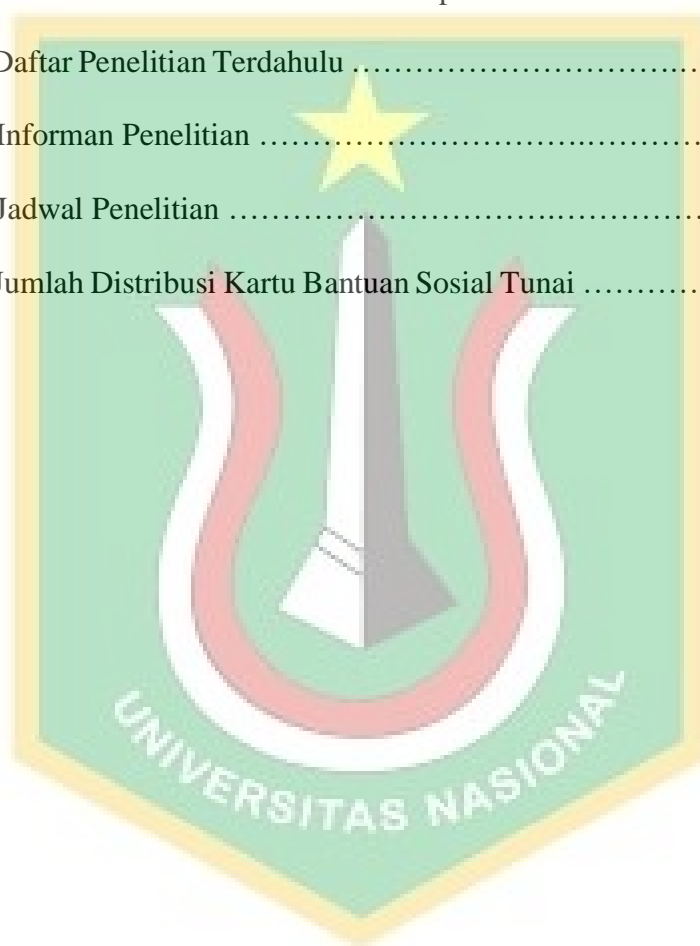 Daftar Penelitian Terdahulu ……………………………..…
Informan Penelitian …………………………..…………
Jadwal Penelitian …………………………..……………
Jumlah Distribusi Kartu Bantuan Sosial Tunai …………
UNIVERSITAS NASIONAL